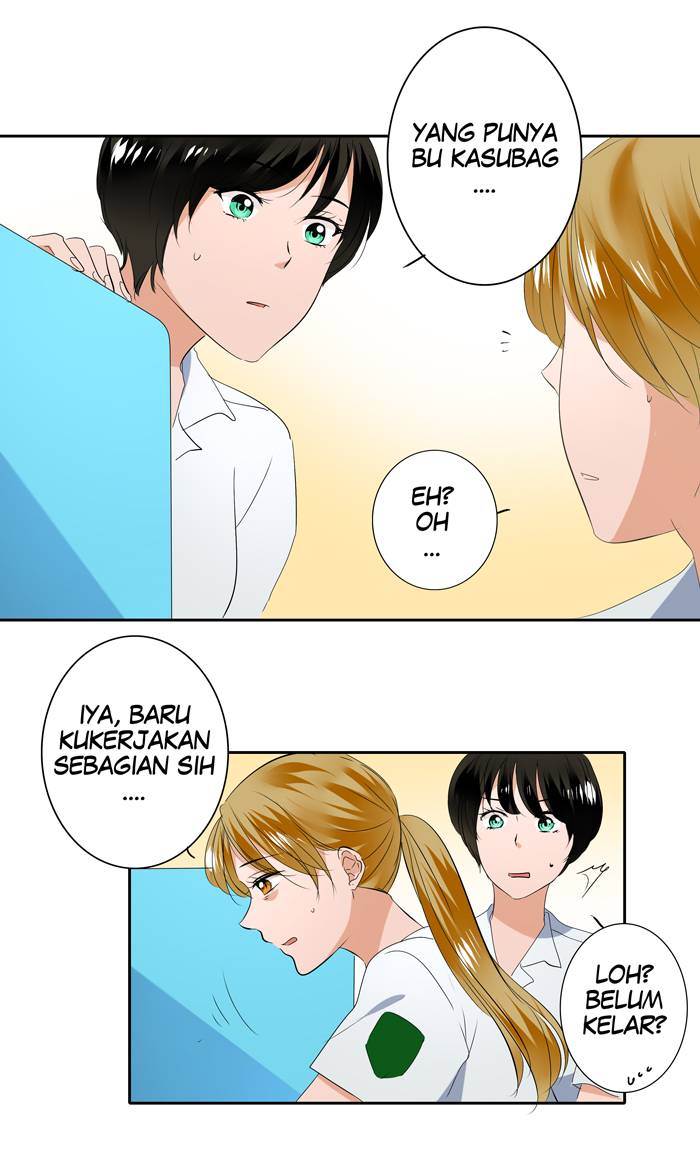 YANG PUNYA
BU KASUBAG
....
EH?
OH
...
IYA, BARU
KUKERJAKAN
SEBAGIAN SIH
....
LOH?
BELUM
KELAR?